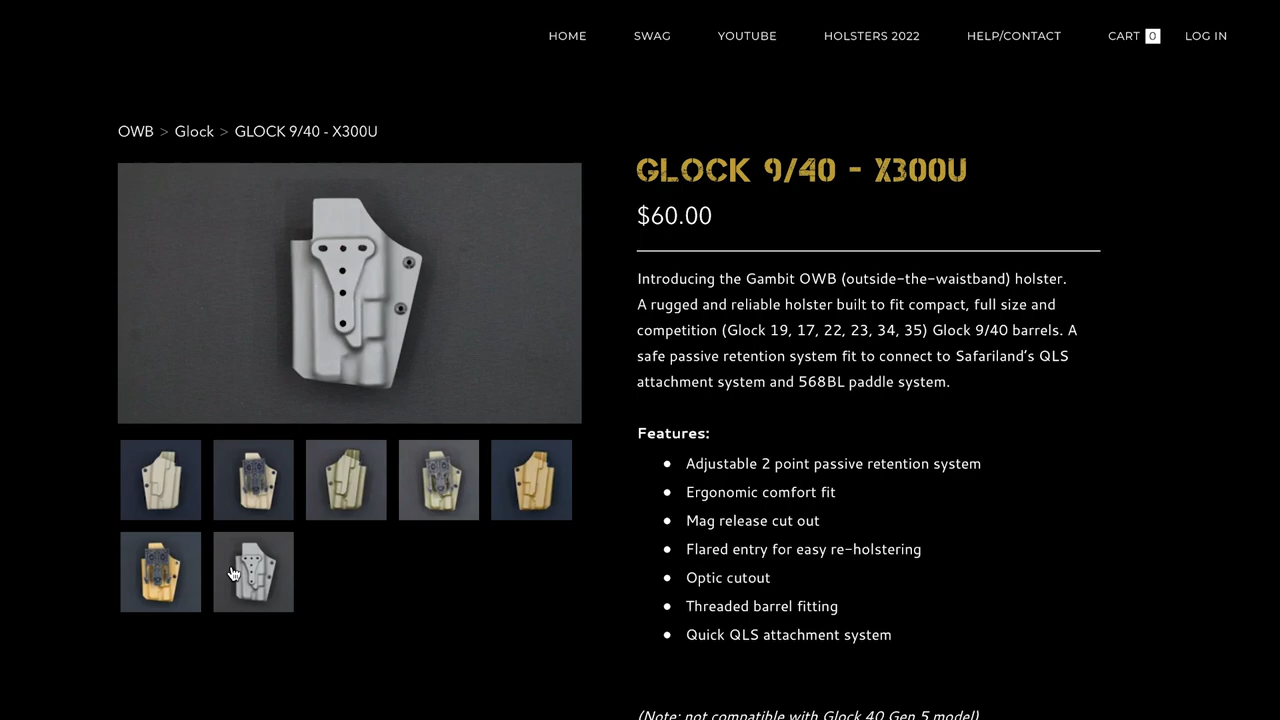 HOME SWAG YOUTUBE HOLSTERS 2022 HELP/CONTACT CART 0 LOG IN
OWB > Glock > GLOCK 9/40 - X300U
GLOCK 9/40 - X300U
$60.00
Introducing the Gambit OWB (outside-the-waistband) holster.
A rugged and reliable holster built to fit compact, full size and
competition (Glock 19, 17, 22, 23, 34, 35) Glock 9/40 barrels. A
safe passive retention system fit to connect to Safariland's QLS
attachment system and 568BL paddle system.
Features:
● Adjustable 2 point passive retention system
● Ergonomic comfort fit
● Mag release cut out
● Flared entry for easy re-holstering
● Optic cutout
● Threaded barrel fitting
● Quick QLS attachment system
(Note: not compatible with Glock 40 Gen 5 model)